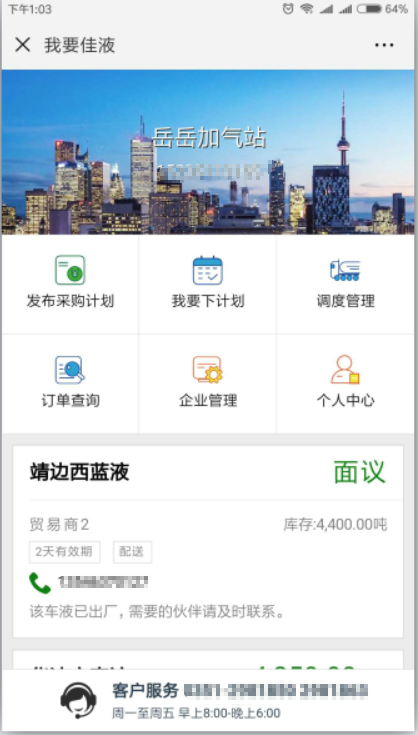 下午1:03
64%
我要佳液
岳岳加气站
发布采购计划
我要下计划
调度管理
订单查询
企业管理
个人中心
靖边西蓝液
面议
贸易商2
库存:4,400.00吨
2天有效期
配送
该车液已出厂,需要的伙伴请及时联系。
客户服务
周一至周五 早上8:00-晚上6:00